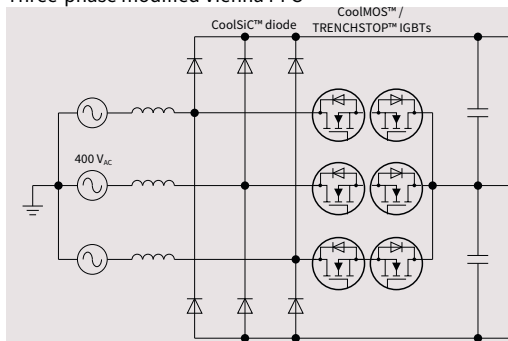 Three-phase modified Vienna PFC
CoolSiC™ diode
CoolMOS™ /
TRENCHSTOP™ IGBTs
400 VAC